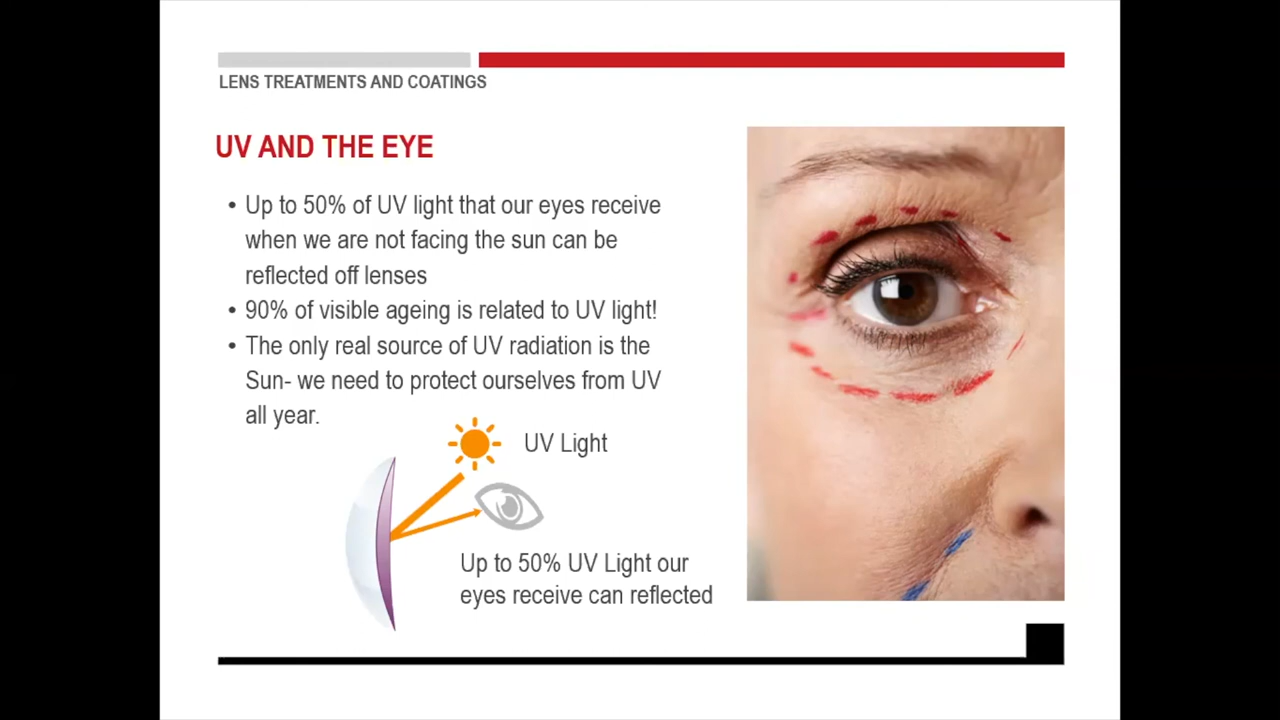 LENS TREATMENTS AND COATINGS
UV AND THE EYE
• Up to 50% of UV light that our eyes receive
when we are not facing the sun can be
reflected off lenses
• 90% of visible ageing is related to UV light!
• The only real source of UV radiation is the
Sun- we need to protect ourselves from UV
all year.
UV Light
Up to 50% UV Light our
eyes receive can reflected